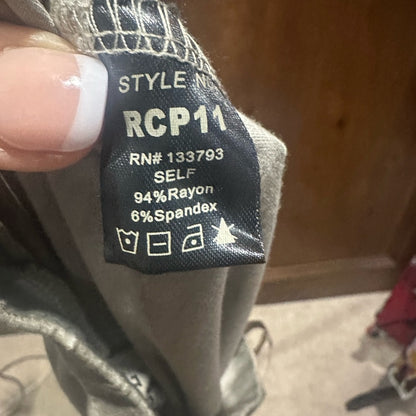 STYLE
RCP11
RN# 133793
SELF
94%Rayon
6%Spandex